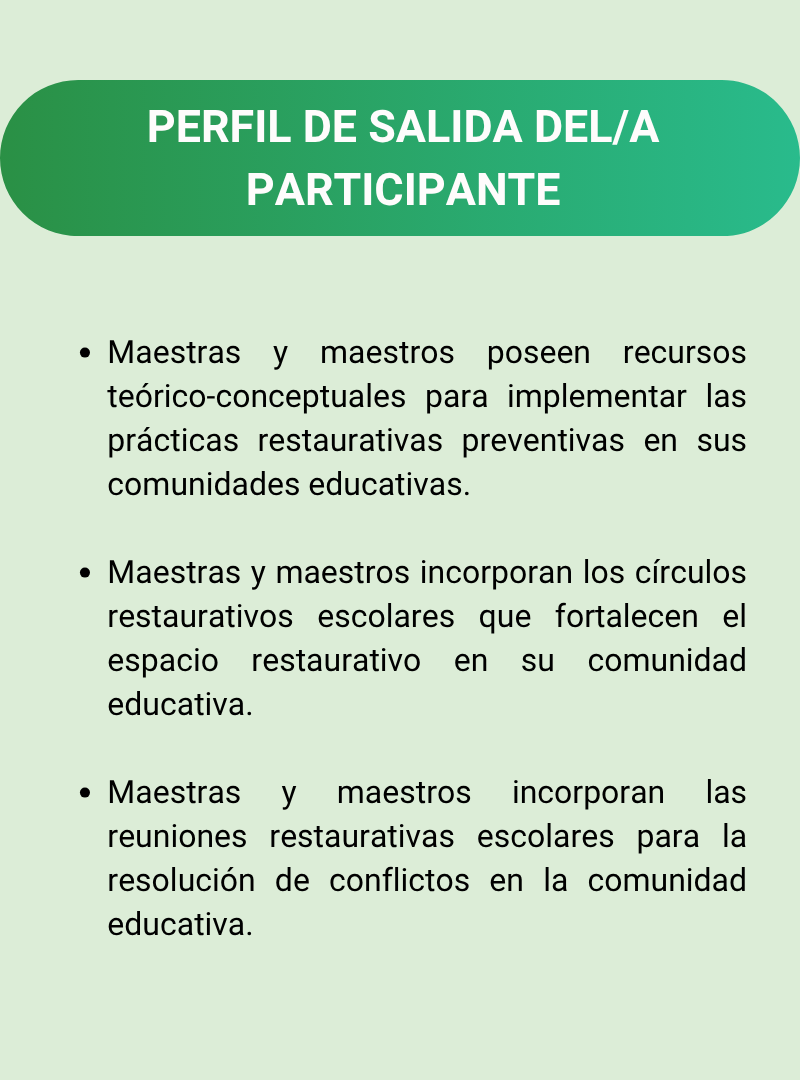 PERFIL DE SALIDA DEL/A
PARTICIPANTE
• Maestras y maestros poseen recursos
teórico-conceptuales para implementar las
prácticas restaurativas preventivas en sus
comunidades educativas.
• Maestras y maestros incorporan los círculos
restaurativos escolares que fortalecen el
espacio restaurativo en su comunidad
educativa.
• Maestras y maestros incorporan las
reuniones restaurativas escolares para la
resolución de conflictos en la comunidad
educativa.